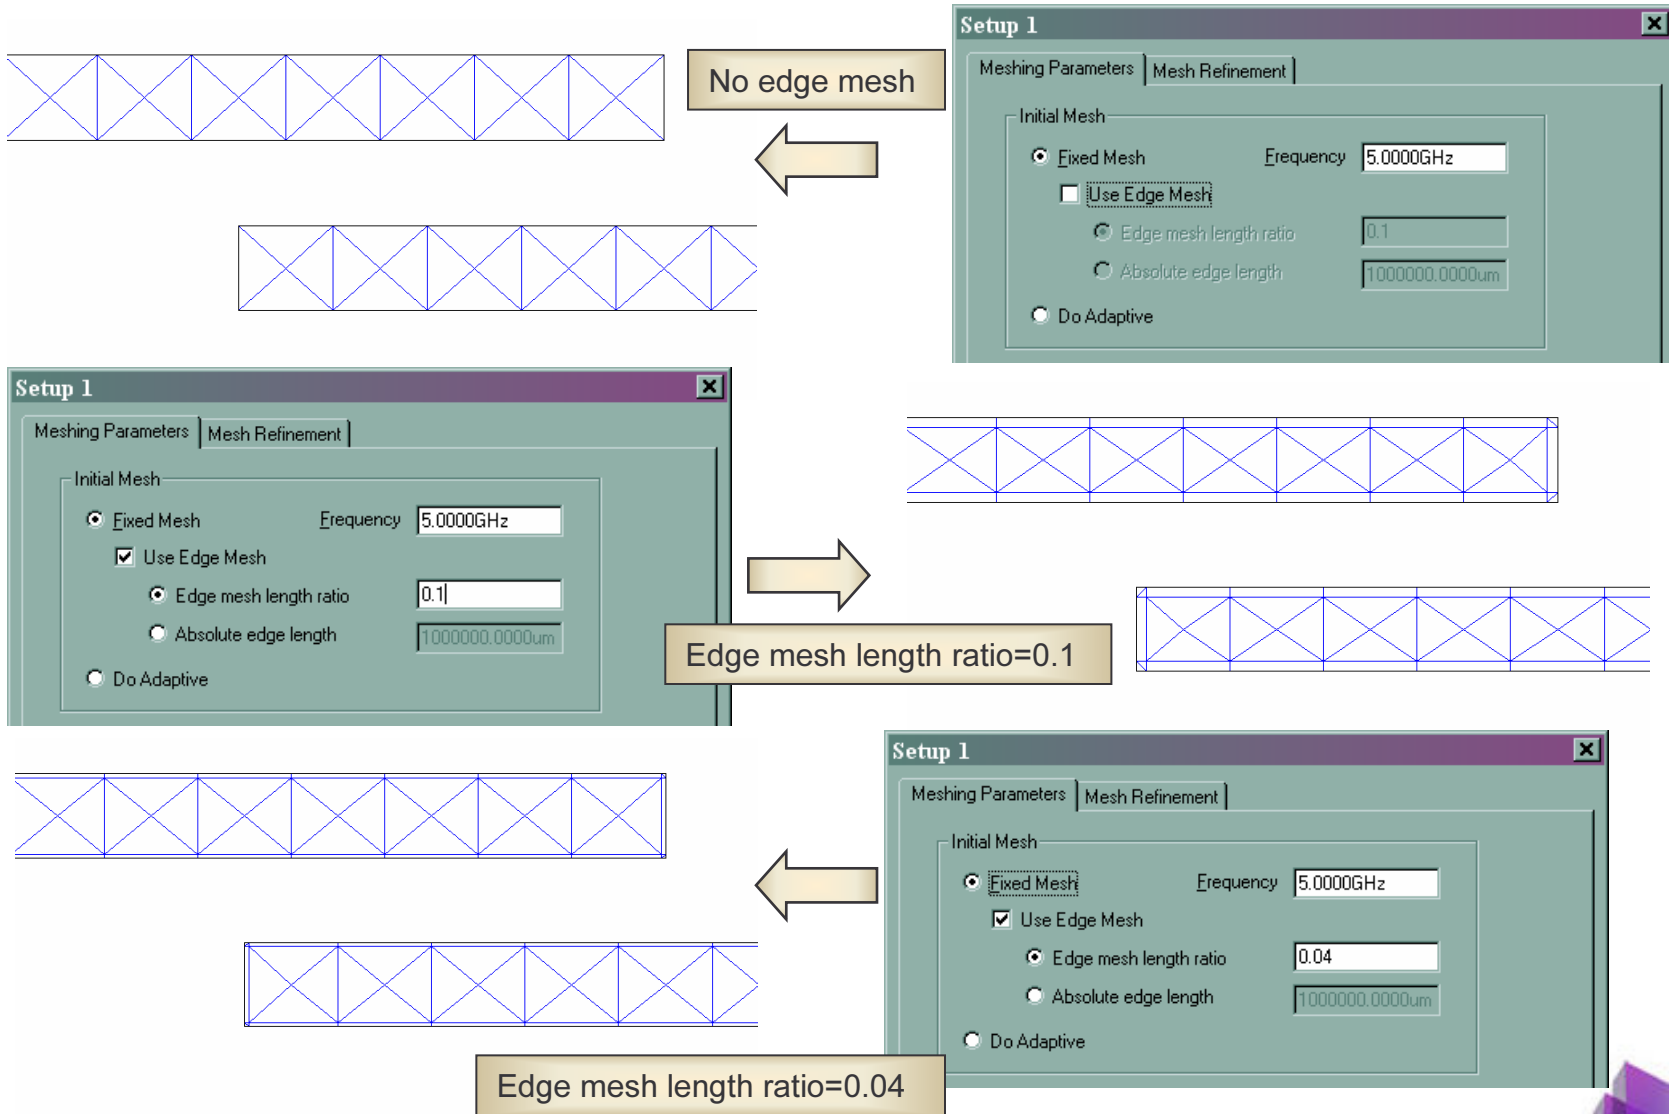 No edge mesh
Setup 1
Meshing Parameters Mesh Refinement
Initial Mesh
Fixed Mesh Frequency 5.0000GHz
Use Edge Mesh
Edge mesh length ratio 0.1
Absolute edge length 1000000.0000um
Do Adaptive
Setup 1
Meshing Parameters Mesh Refinement
Initial Mesh
Fixed Mesh Frequency 5.0000GHz
Use Edge Mesh
Edge mesh length ratio 0.1
Absolute edge length 1000000.0000um
Do Adaptive
Edge mesh length ratio=0.1
Setup 1
Meshing Parameters Mesh Refinement
Initial Mesh
Fixed Mesh Frequency 5.0000GHz
Use Edge Mesh
Edge mesh length ratio 0.04
Absolute edge length 1000000.0000um
Do Adaptive
Edge mesh length ratio=0.04